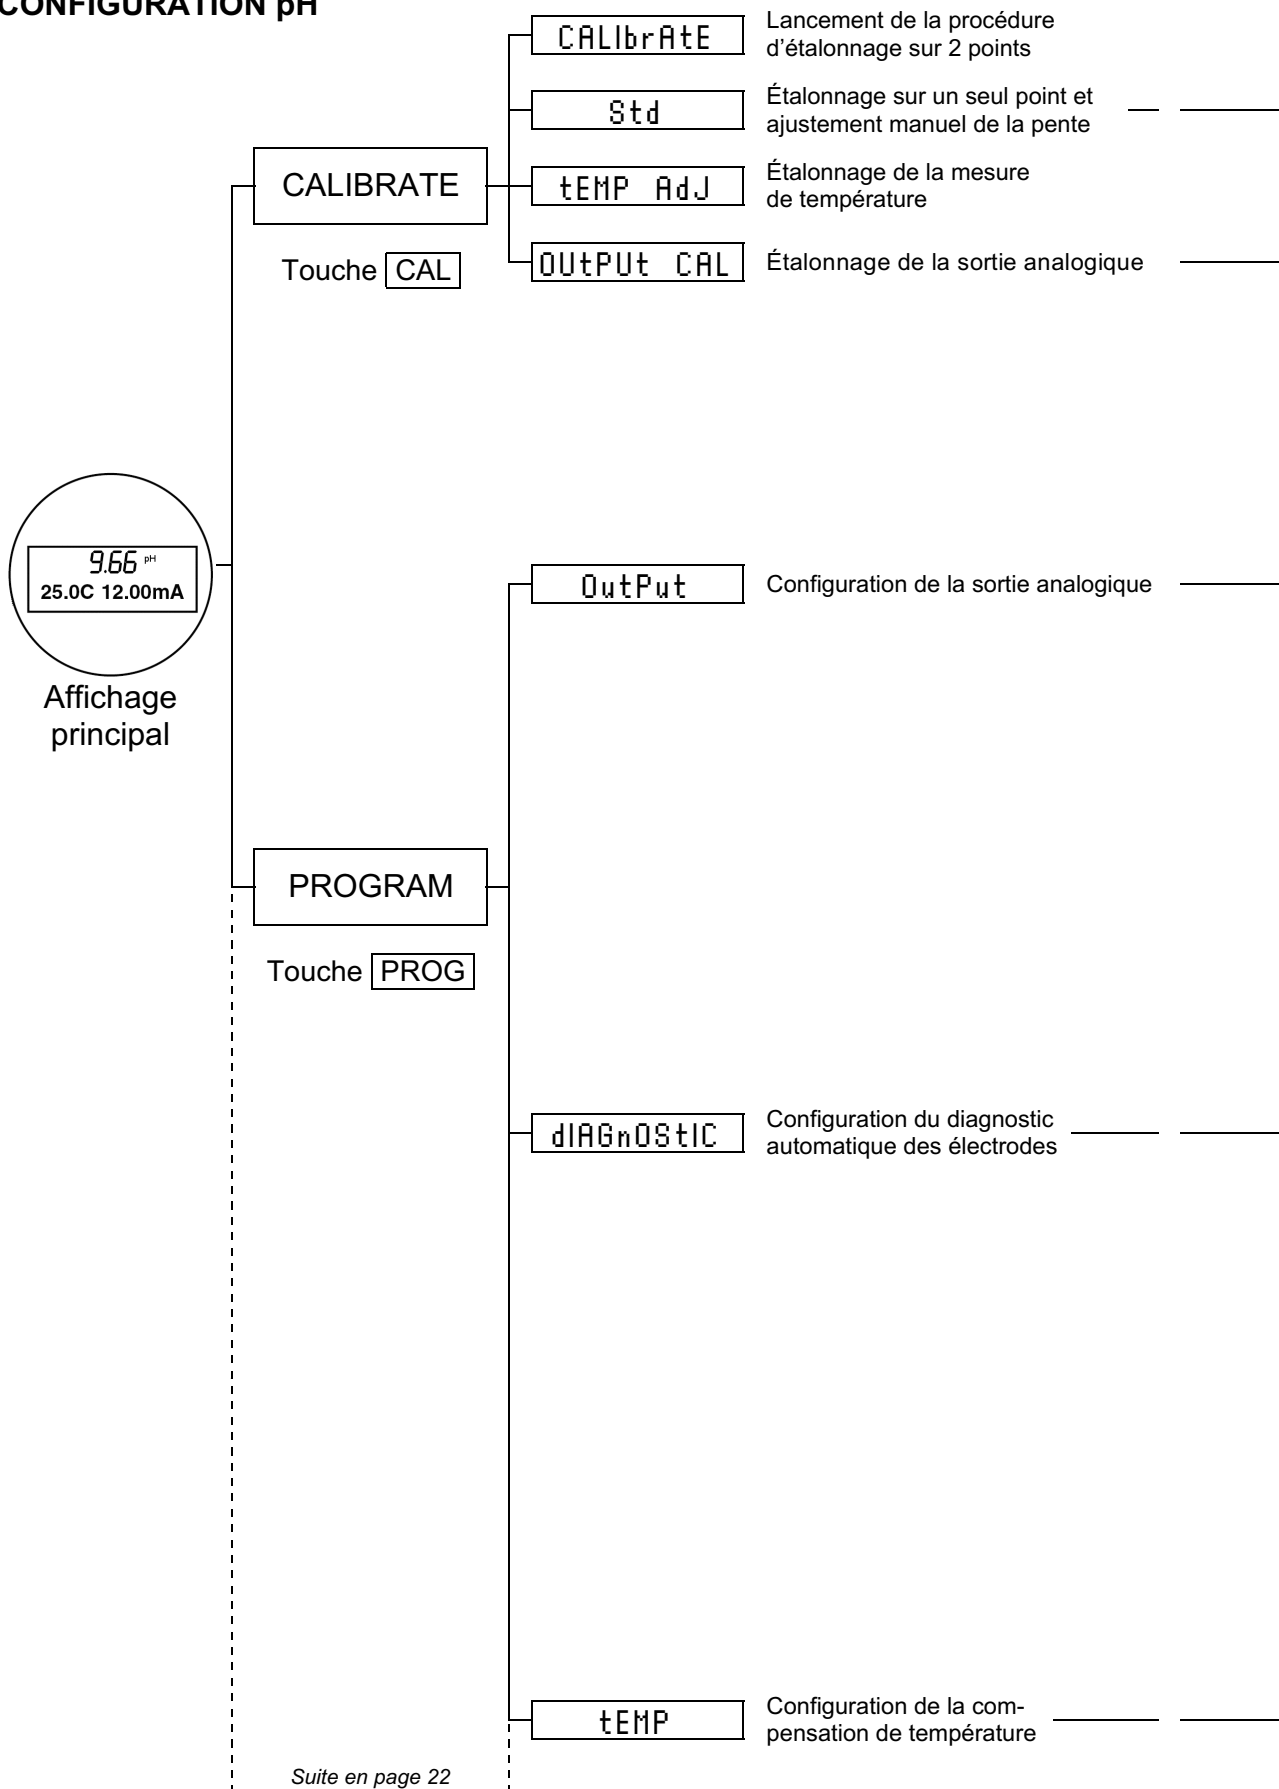 CONFIGURATION pH
CALIbrAtE
Lancement de la procédure
d'étalonnage sur 2 points
Std
Étalonnage sur un seul point et
ajustement manuel de la pente
CALIBRATE
Touche CAL
tEMP AdJ
Étalonnage de la mesure
de température
OUtPUt CAL
Étalonnage de la sortie analogique
9.66 pH
25.0C 12.00mA
Affichage
principal
OutPut
Configuration de la sortie analogique
PROGRAM
Touche PROG
dIAGnOStIC
Configuration du diagnostic
automatique des électrodes
tEMP
Configuration de la com-
pensation de température
Suite en page 22